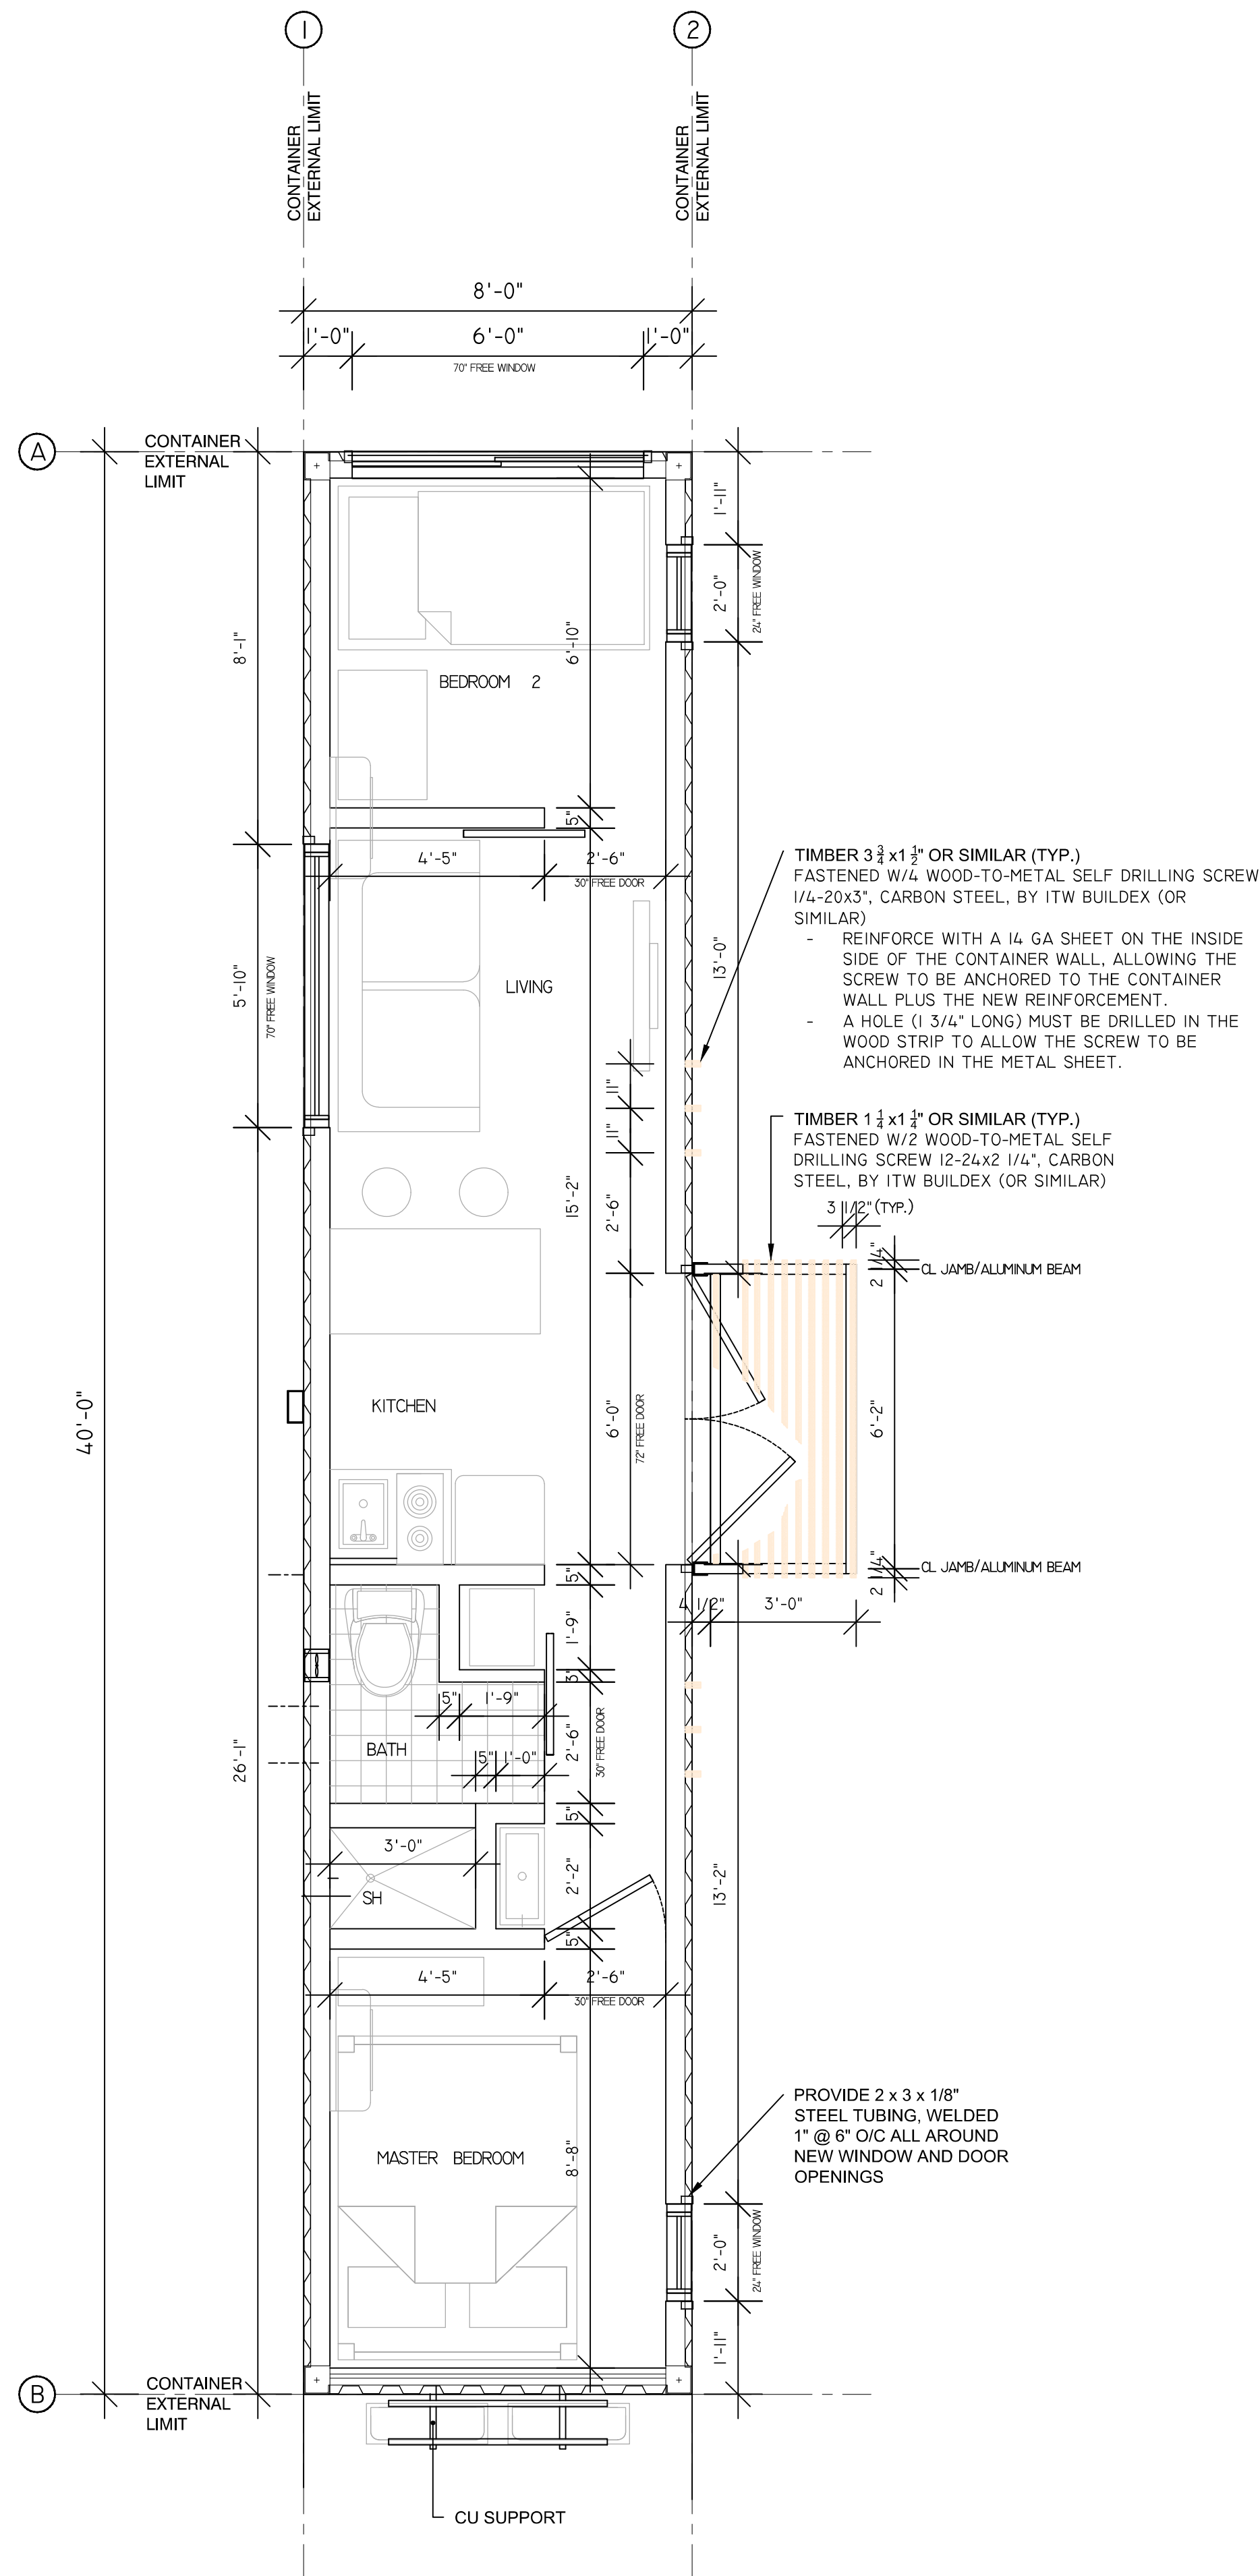 1
2
CONTAINER
EXTERNAL LIMIT
CONTAINER
EXTERNAL LIMIT
8'-0"
1'-0"
6'-0"
1'-0"
70" FREE WINDOW
A
CONTAINER
EXTERNAL
LIMIT
1'-11"
2'-0"
24" FREE WINDOW
8'-1"
6'-10"
BEDROOM 2
5"
4'-5"
2'-6"
30" FREE DOOR
5'-10"
70" FREE WINDOW
LIVING
13'-0"
TIMBER 3 3/4 x1 1/2" OR SIMILAR (TYP.)
FASTENED W/4 WOOD-TO-METAL SELF DRILLING SCREW
1/4-20x3", CARBON STEEL, BY ITW BUILDEX (OR
SIMILAR)
- REINFORCE WITH A 14 GA SHEET ON THE INSIDE
SIDE OF THE CONTAINER WALL, ALLOWING THE
SCREW TO BE ANCHORED TO THE CONTAINER
WALL PLUS THE NEW REINFORCEMENT.
- A HOLE (1 3/4" LONG) MUST BE DRILLED IN THE
WOOD STRIP TO ALLOW THE SCREW TO BE
ANCHORED IN THE METAL SHEET.
11"
11"
TIMBER 1 1/4 x1 1/4" OR SIMILAR (TYP.)
FASTENED W/2 WOOD-TO-METAL SELF
DRILLING SCREW 12-24x2 1/4", CARBON
STEEL, BY ITW BUILDEX (OR SIMILAR)
15'-2"
2'-6"
3 1/2" (TYP.)
2 1/4"
CL JAMB/ALUMINUM BEAM
40'-0"
KITCHEN
6'-0"
72" FREE DOOR
6'-2"
2 1/4"
CL JAMB/ALUMINUM BEAM
5"
4 1/2"
3'-0"
1'-9"
3"
5"
1'-9"
BATH
2'-6"
30" FREE DOOR
5"
1'-0"
26'-1"
5"
3'-0"
2'-2"
SH
13'-2"
5"
4'-5"
2'-6"
30" FREE DOOR
MASTER BEDROOM
8'-8"
PROVIDE 2 x 3 x 1/8"
STEEL TUBING, WELDED
1" @ 6" O/C ALL AROUND
NEW WINDOW AND DOOR
OPENINGS
2'-0"
24" FREE WINDOW
1'-11"
B
CONTAINER
EXTERNAL
LIMIT
CU SUPPORT